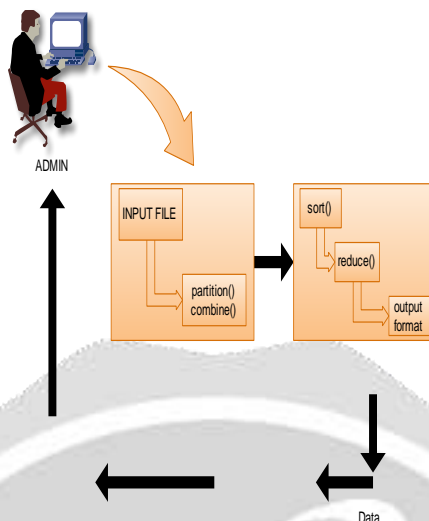 ADMIN
INPUT FILE
partition()
combine()
sort()
reduce()
output
format
Data